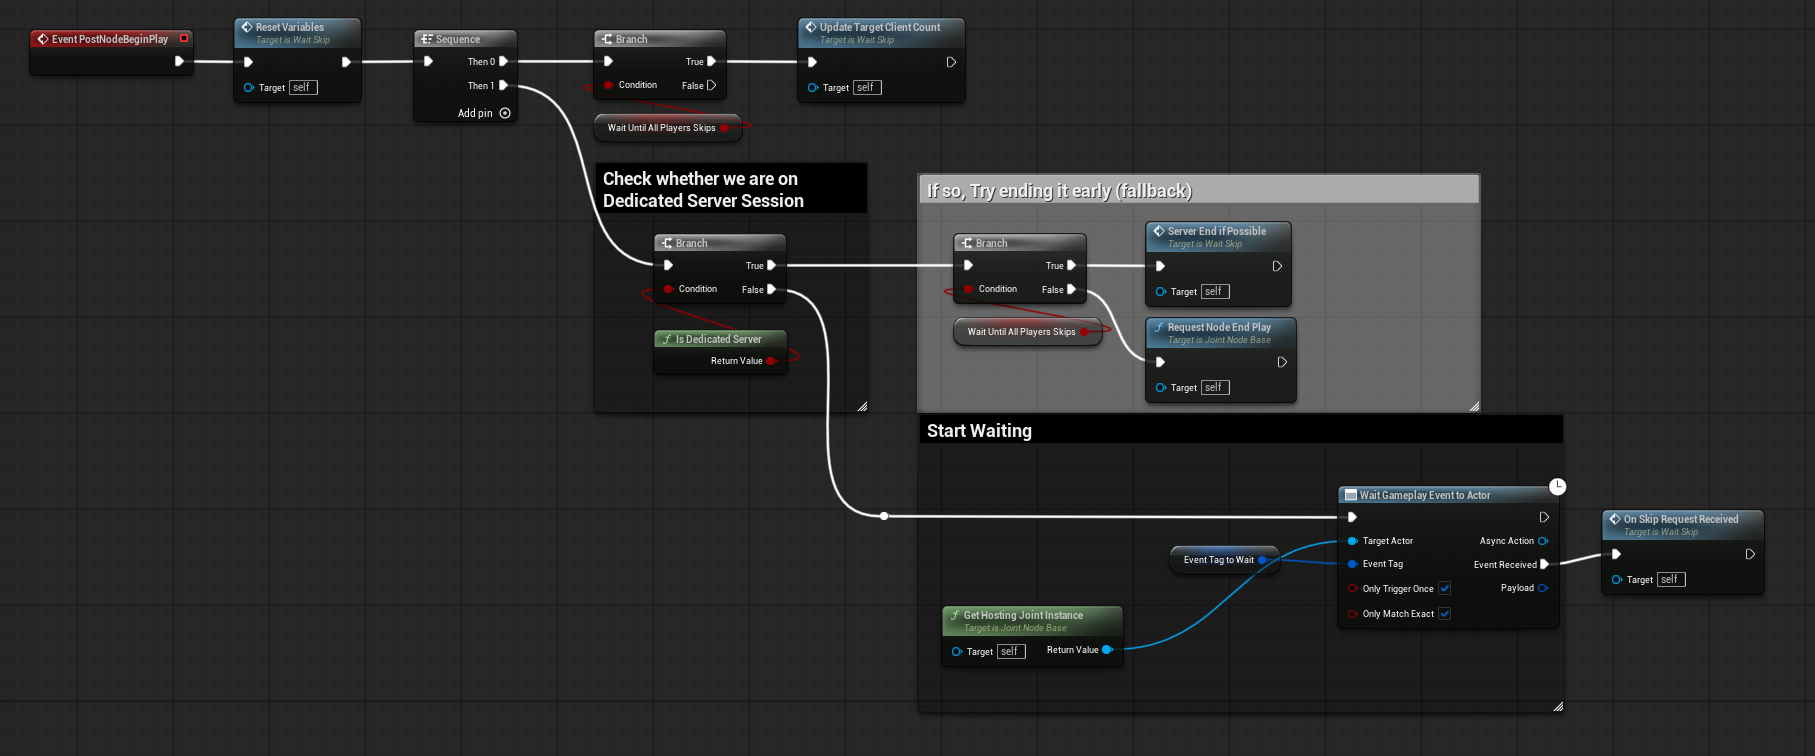 Event PostNodeBeginPlay
Reset Variables
Target is Wait Skip
Target self
Sequence
Then 0
Then 1
Add pin
Branch
True
Condition
False
Wait Until All Players Skips
Update Target Client Count
Target is Wait Skip
Target self
Check whether we are on
Dedicated Server Session
Branch
True
Condition
False
Is Dedicated Server
Return Value
If so, Try ending it early (fallback)
Branch
True
Condition
False
Wait Until All Players Skips
Server End if Possible
Target is Wait Skip
Target self
Request Node End Play
Target is Joint Node Base
Target self
Start Waiting
Event Tag to Wait
Get Hosting Joint Instance
Target is Joint Node Base
Target self
Return Value
Wait Gameplay Event to Actor
Target Actor
Async Action
Event Tag
Event Received
Only Trigger Once
Payload
Only Match Exact
On Skip Request Received
Target is Wait Skip
Target self